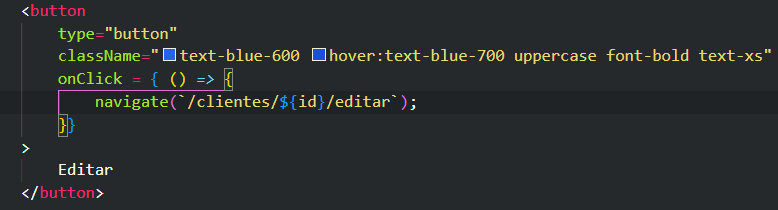 <button
type="button"
className="text-blue-600 hover:text-blue-700 uppercase font-bold text-xs"
onClick = { () => {
navigate(`/clientes/${id}/editar`);
}}
>
Editar
</button>